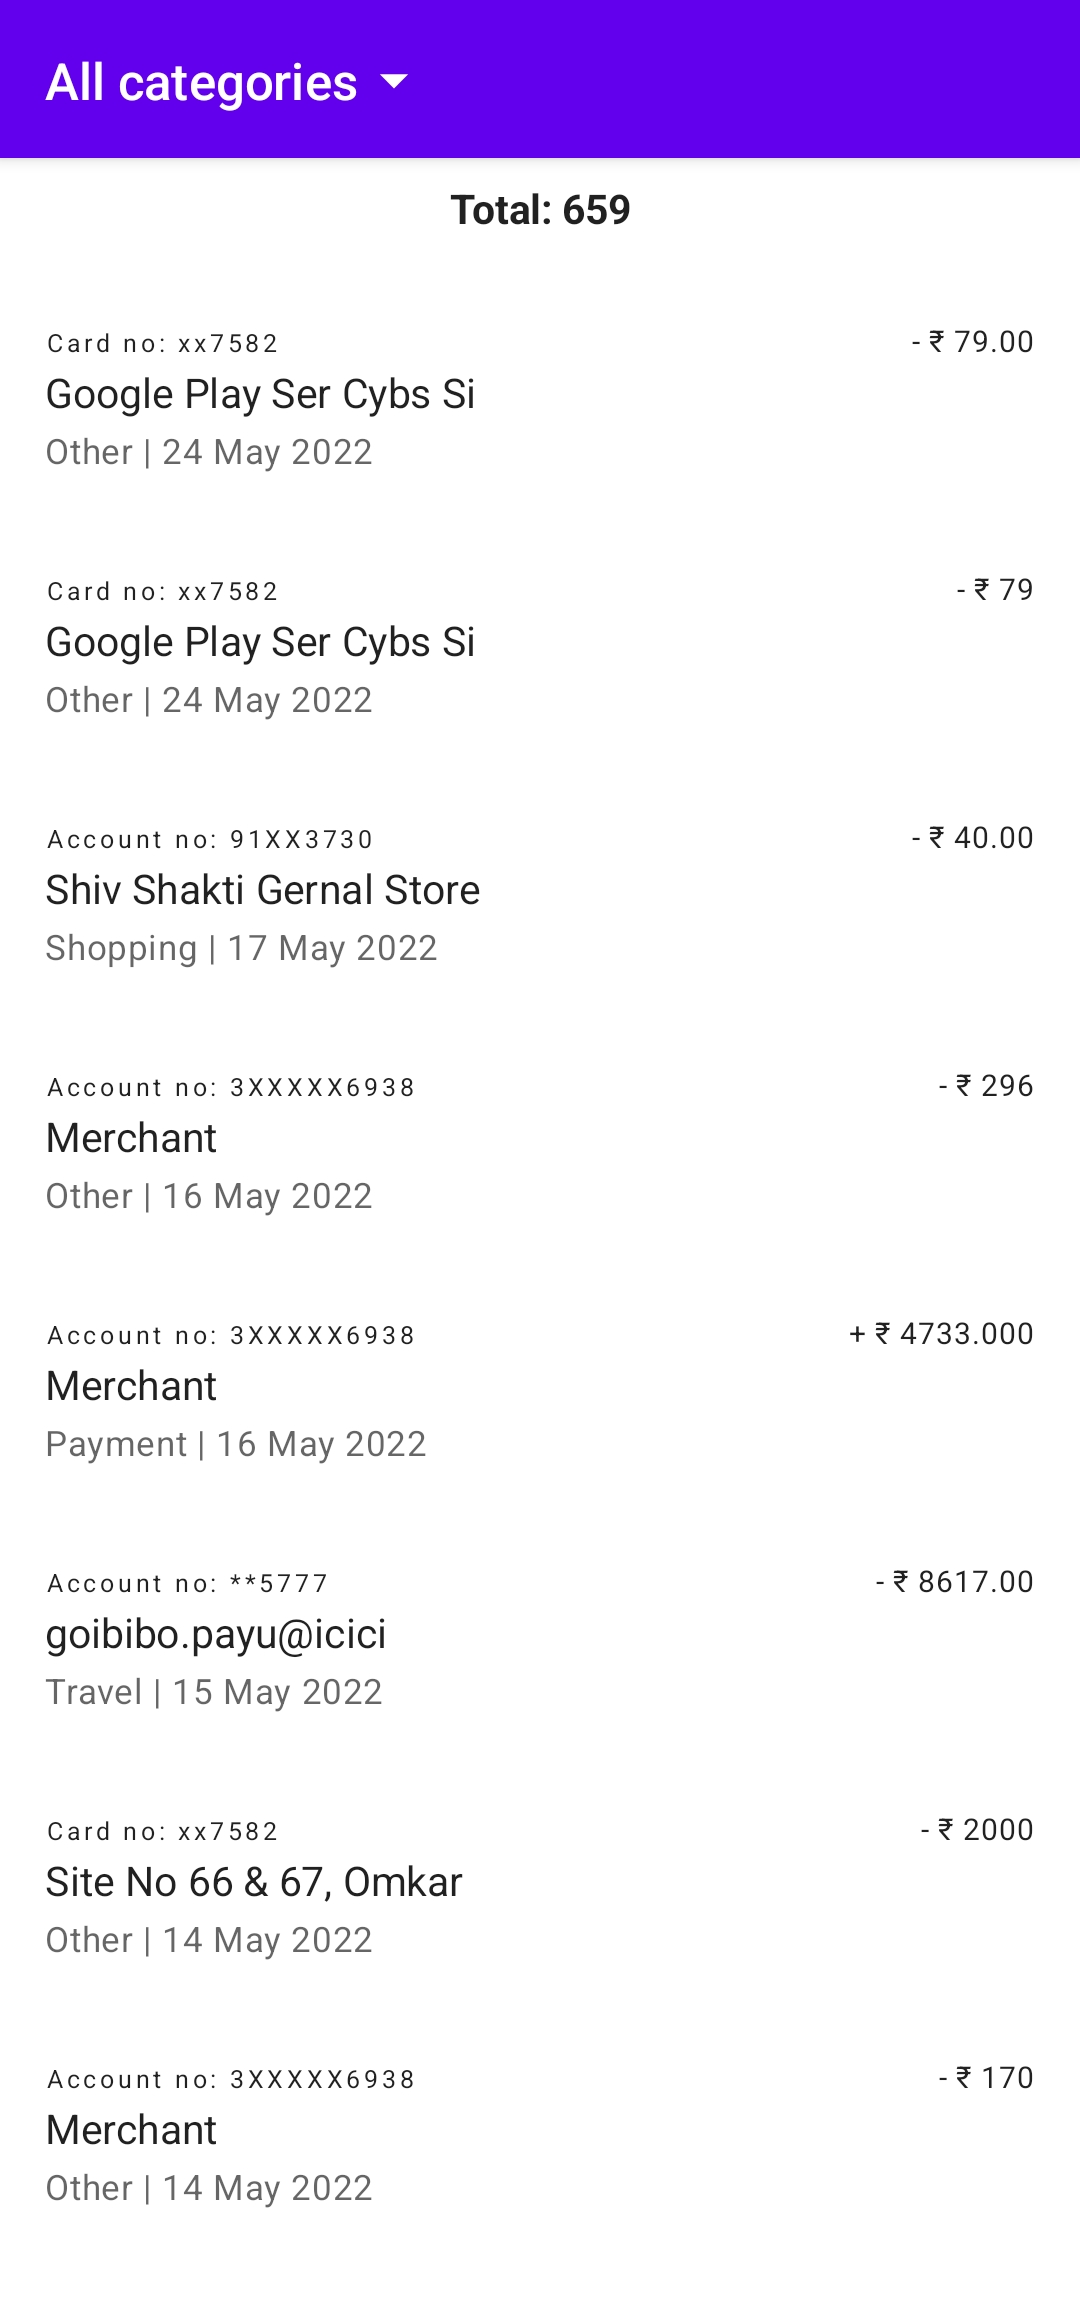 All categories
Total: 659
Card no: xx7582
- ₹ 79.00
Google Play Ser Cybs Si
Other | 24 May 2022
Card no: xx7582
- ₹ 79
Google Play Ser Cybs Si
Other | 24 May 2022
Account no: 91XX3730
- ₹ 40.00
Shiv Shakti Gernal Store
Shopping | 17 May 2022
Account no: 3XXXXX6938
- ₹ 296
Merchant
Other | 16 May 2022
Account no: 3XXXXX6938
+ ₹ 4733.000
Merchant
Payment | 16 May 2022
Account no: **5777
- ₹ 8617.00
goibibo.payu@icici
Travel | 15 May 2022
Card no: xx7582
- ₹ 2000
Site No 66 & 67, Omkar
Other | 14 May 2022
Account no: 3XXXXX6938
- ₹ 170
Merchant
Other | 14 May 2022